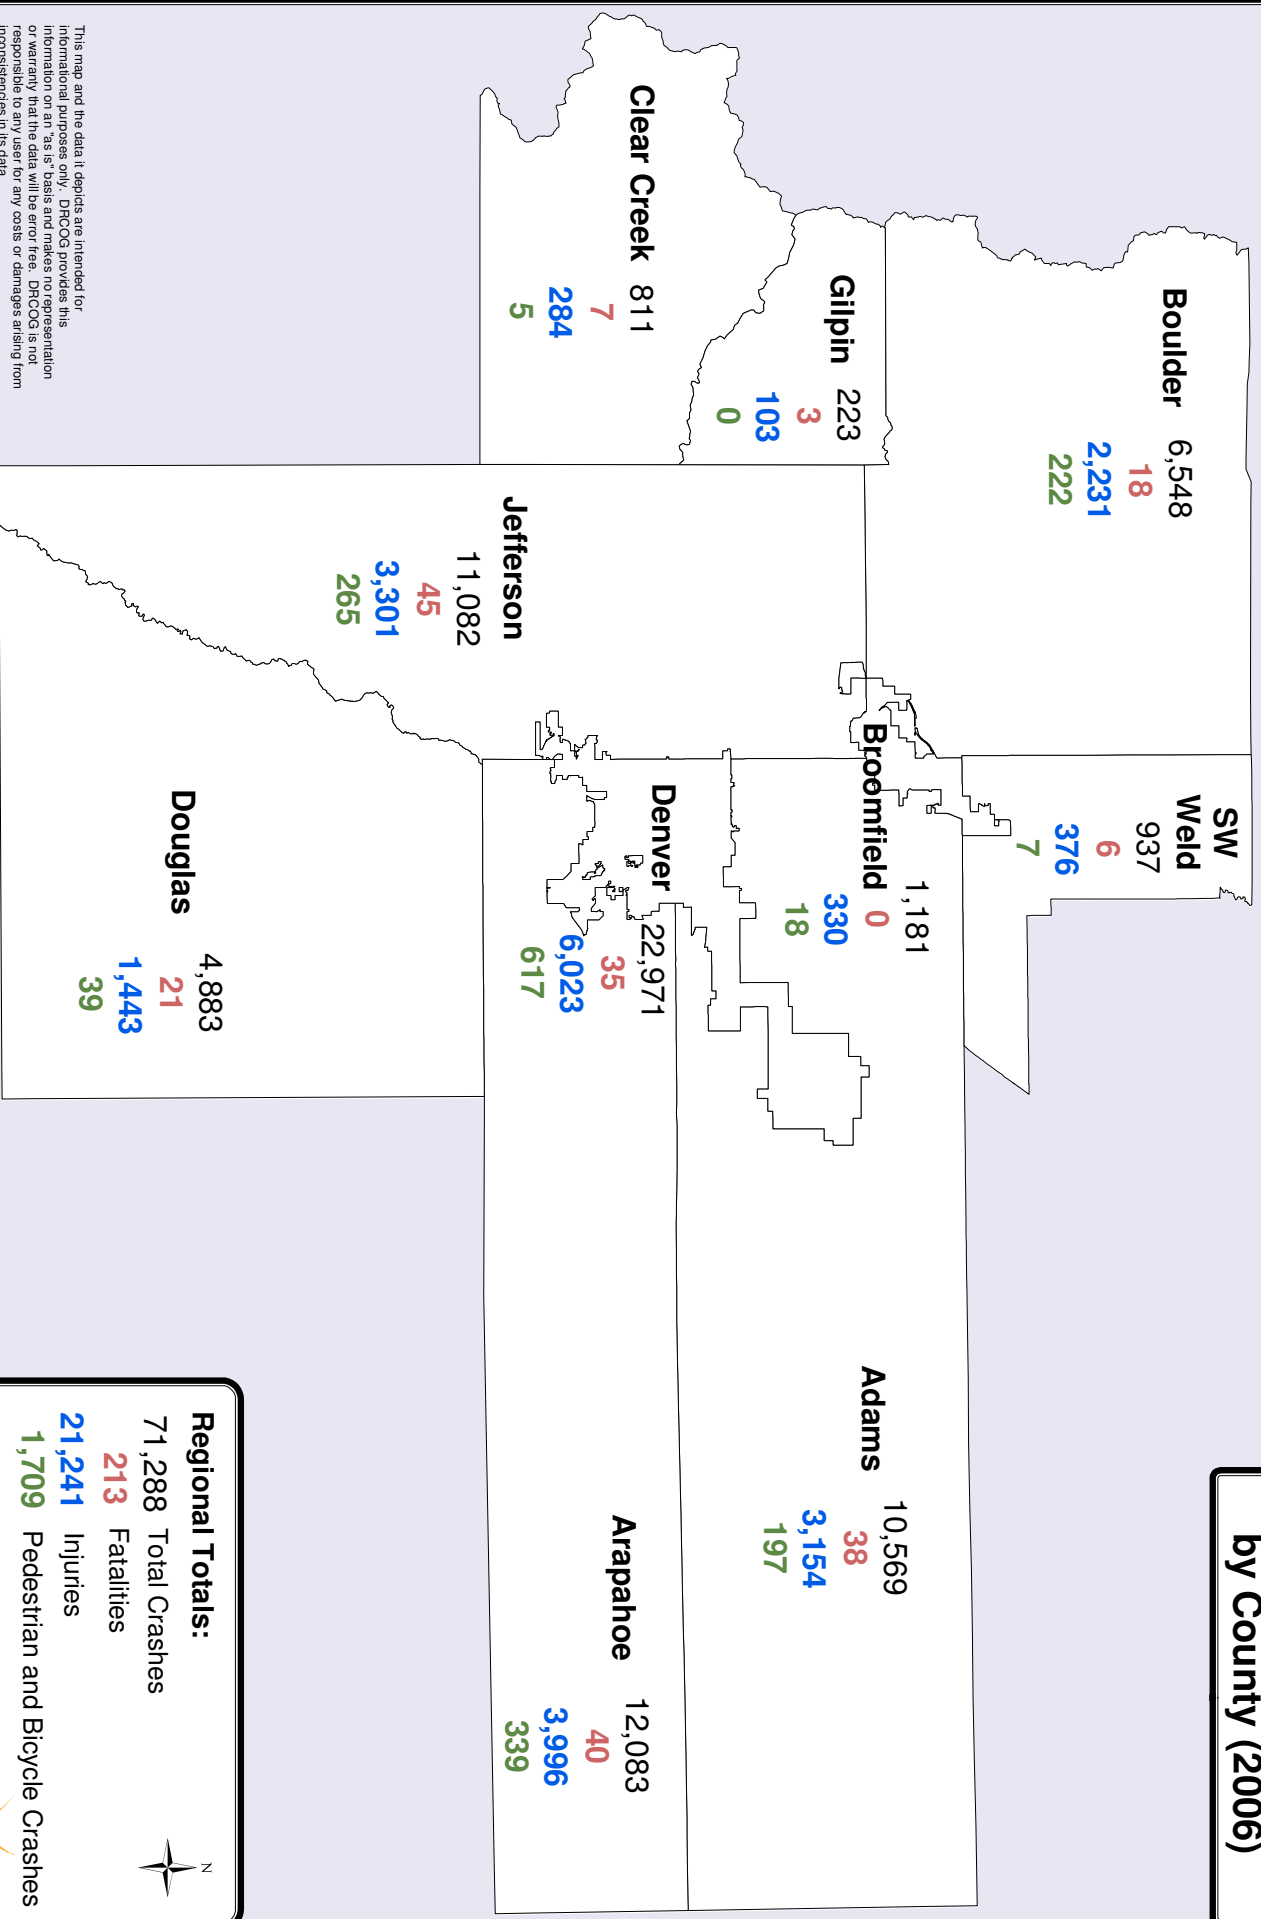 by County (2006)
Boulder 6,548
18
2,231
222
SW
Weld
937
6
376
7
Gilpin 223
3
103
0
Broomfield
1,181
0
330
18
Clear Creek 811
7
284
5
Adams 10,569
38
3,154
197
Denver
22,971
35
6,023
617
Jefferson
11,082
45
3,301
265
Arapahoe 12,083
40
3,996
339
Douglas 4,883
21
1,443
39
Regional Totals:
71,288 Total Crashes
213 Fatalities
21,241 Injuries
1,709 Pedestrian and Bicycle Crashes
N
This map and the data it depicts are intended for
informational purposes only. DRCOG provides this
information on an "as is" basis and makes no representation
or warranty that the data will be error free. DRCOG is not
responsible to any user for any costs or damages arising from
inconsistencies in its data